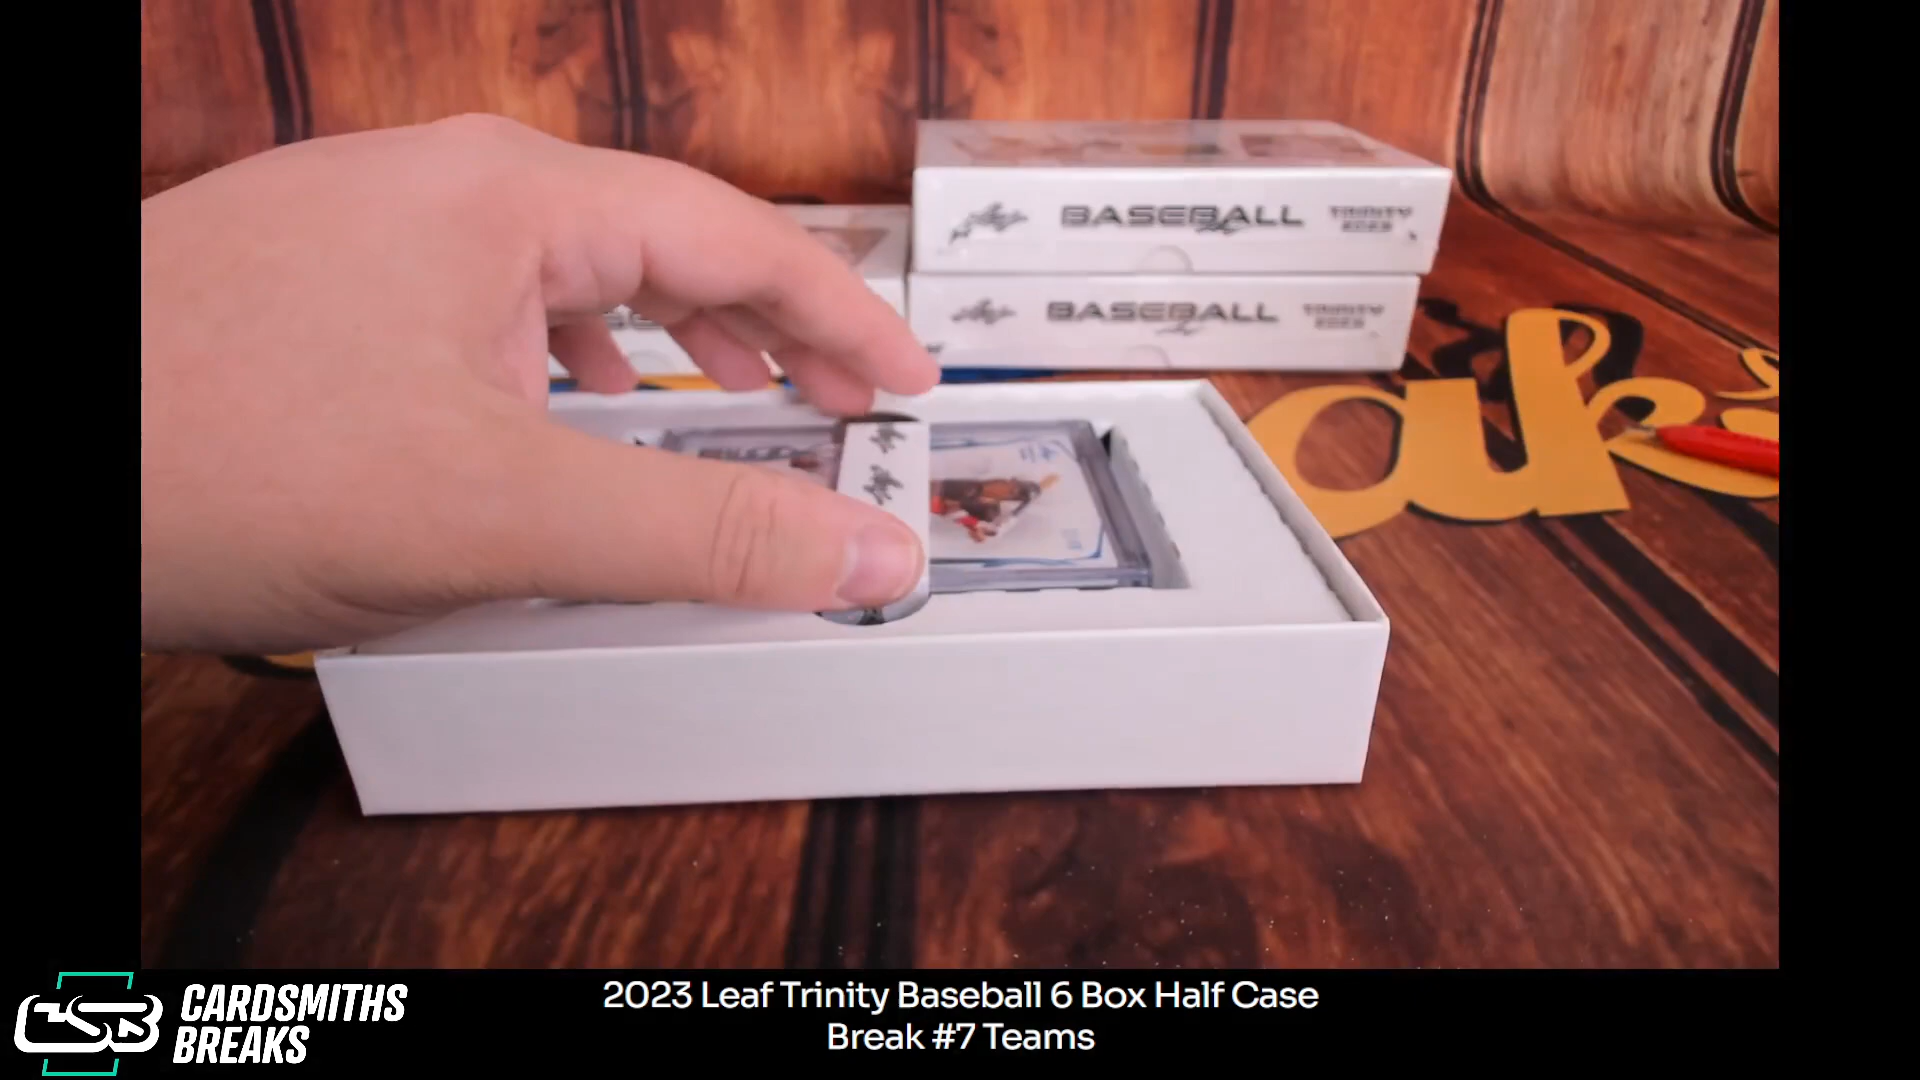 BASEBALL TRINITY 2023
BASEBALL TRINITY 2023
CARDSMITHS
BREAKS
2023 Leaf Trinity Baseball 6 Box Half Case
Break #7 Teams